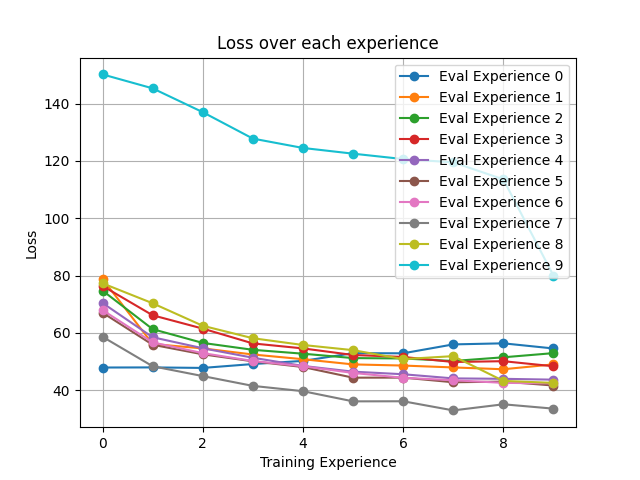 Loss over each experience
Eval Experience 0
Eval Experience 1
Eval Experience 2
Eval Experience 3
Eval Experience 4
Eval Experience 5
Eval Experience 6
Eval Experience 7
Eval Experience 8
Eval Experience 9
Loss
140
120
100
80
60
40
0 2 4 6 8
Training Experience